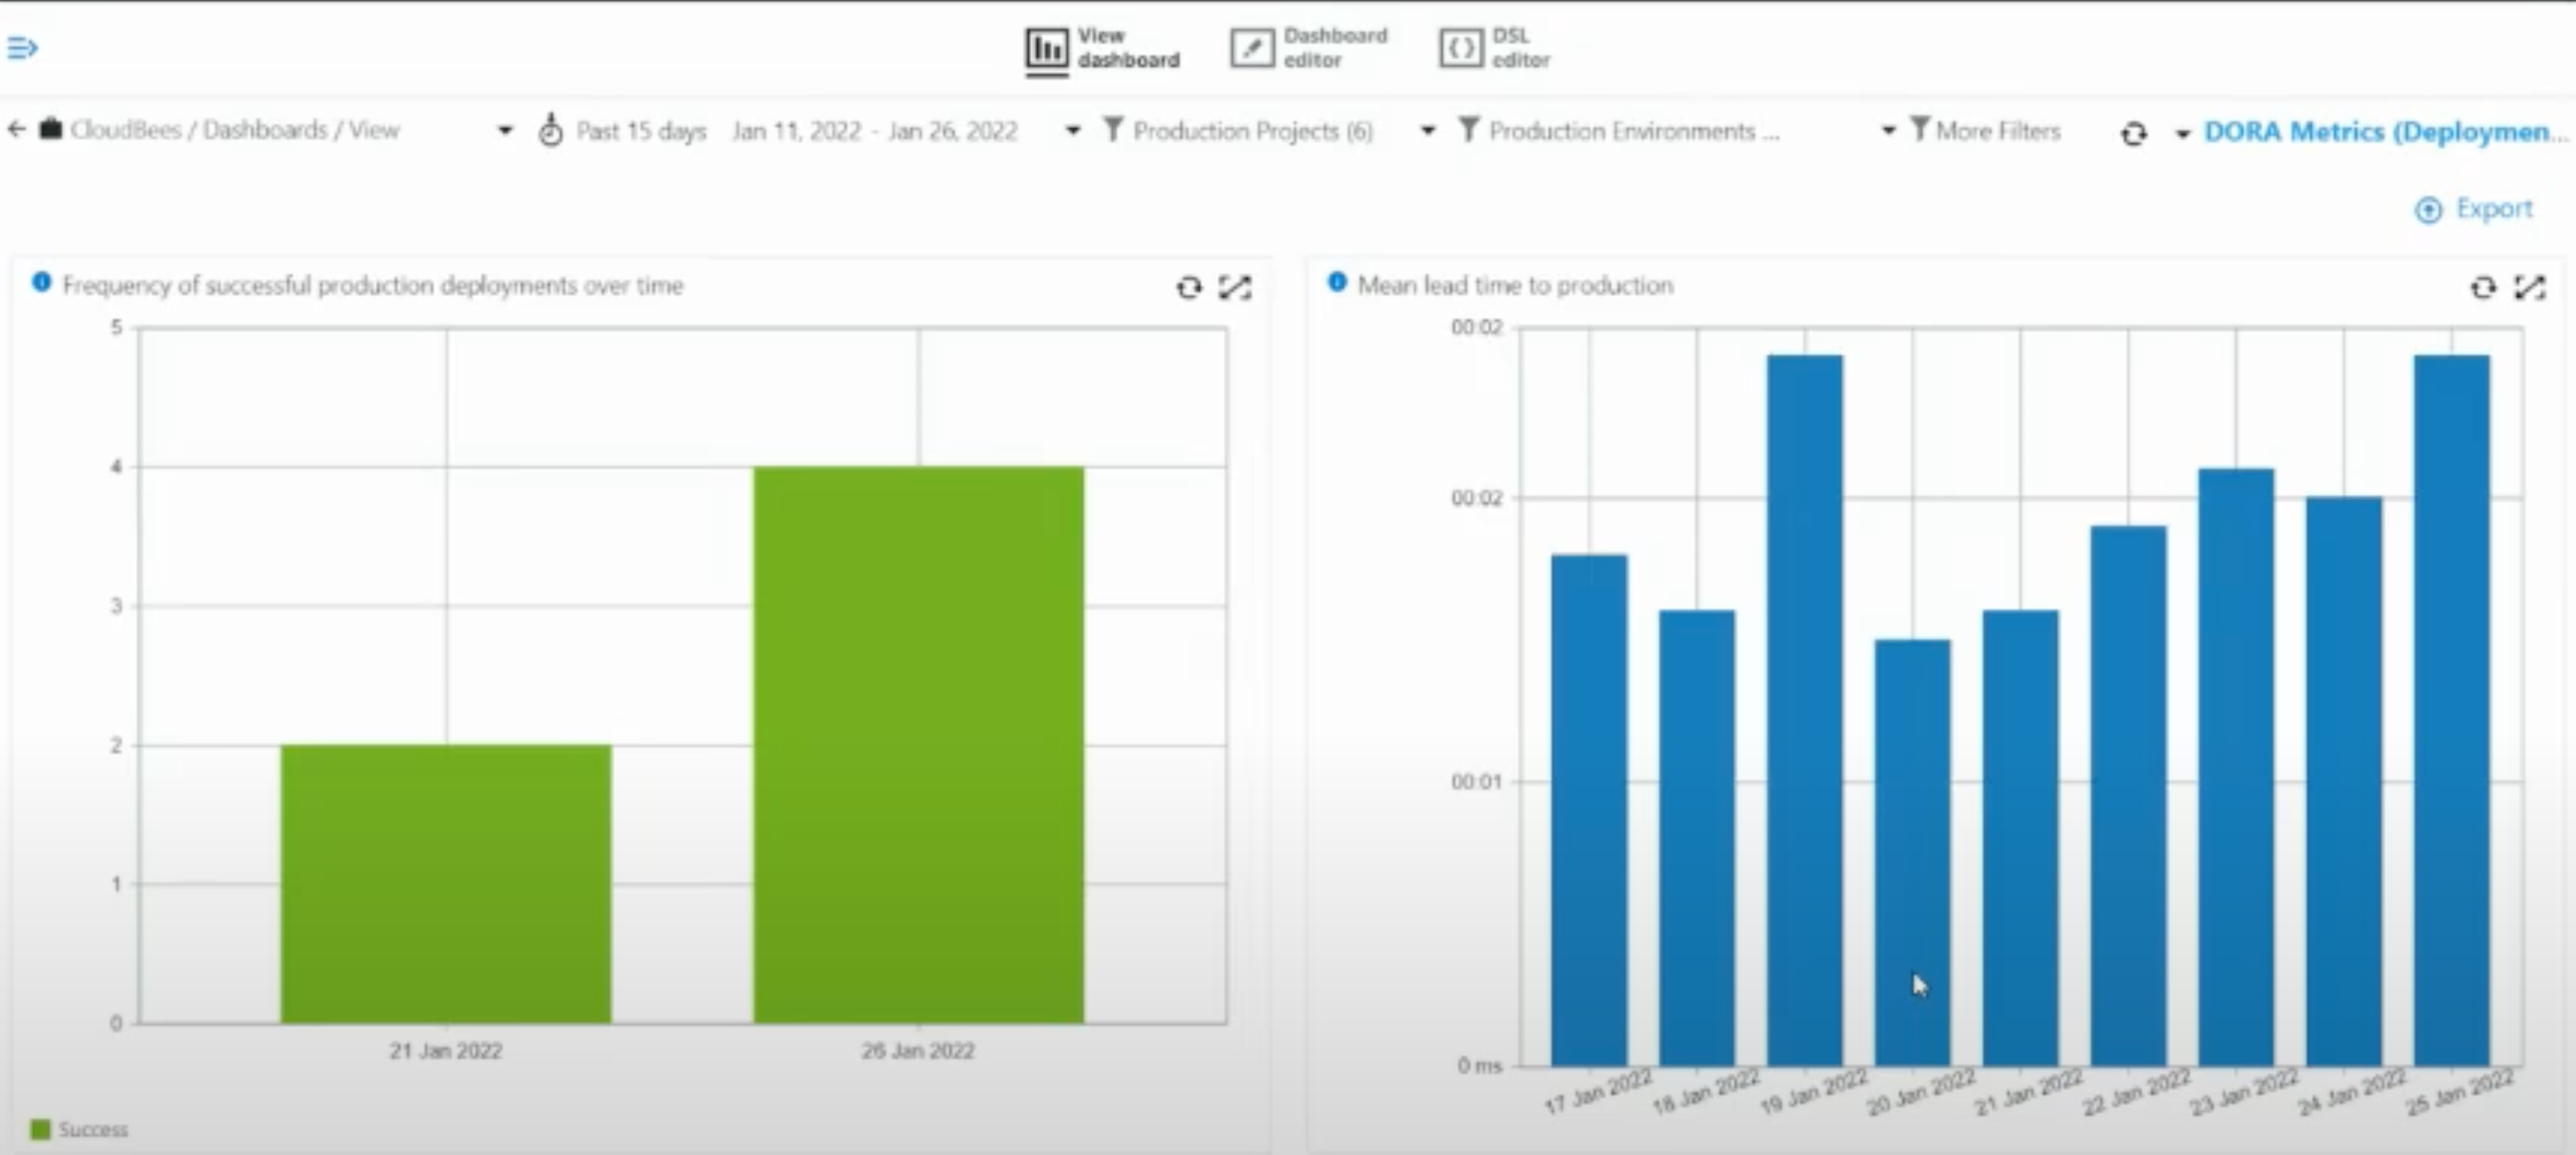 View dashboard
Dashboard editor
DSL editor
CloudBees / Dashboards / View
Past 15 days Jan 11, 2022 - Jan 26, 2022
Production Projects (6)
Production Environments ...
More Filters
DORA Metrics (Deploymen...
Export
Frequency of successful production deployments over time
5
4
3
2
1
0
21 Jan 2022
26 Jan 2022
Success
Mean lead time to production
00:02
00:02
00:01
0 ms
17 Jan 2022
18 Jan 2022
19 Jan 2022
20 Jan 2022
21 Jan 2022
22 Jan 2022
23 Jan 2022
24 Jan 2022
25 Jan 2022